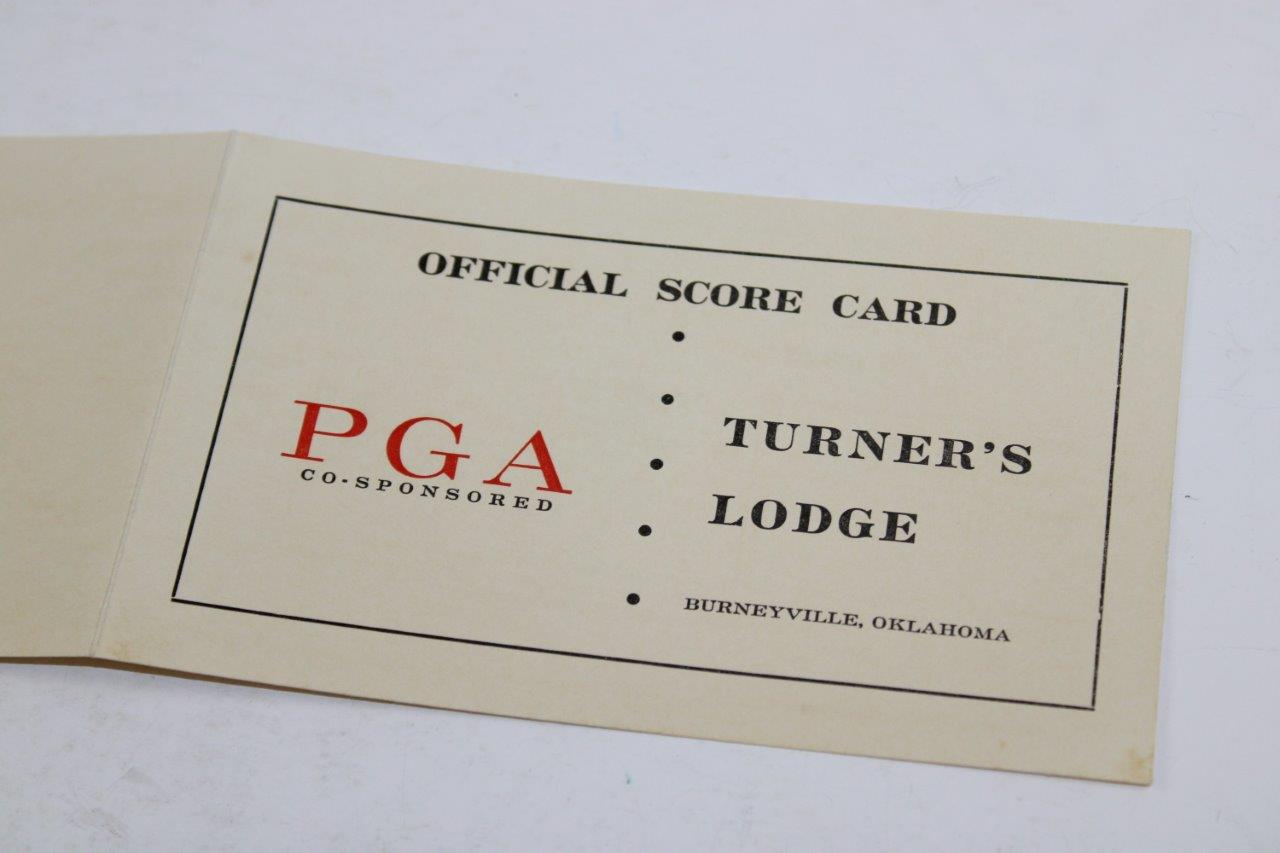 OFFICIAL SCORE CARD
PGA
CO-SPONSORED
TURNER'S
LODGE
BURNEYVILLE, OKLAHOMA